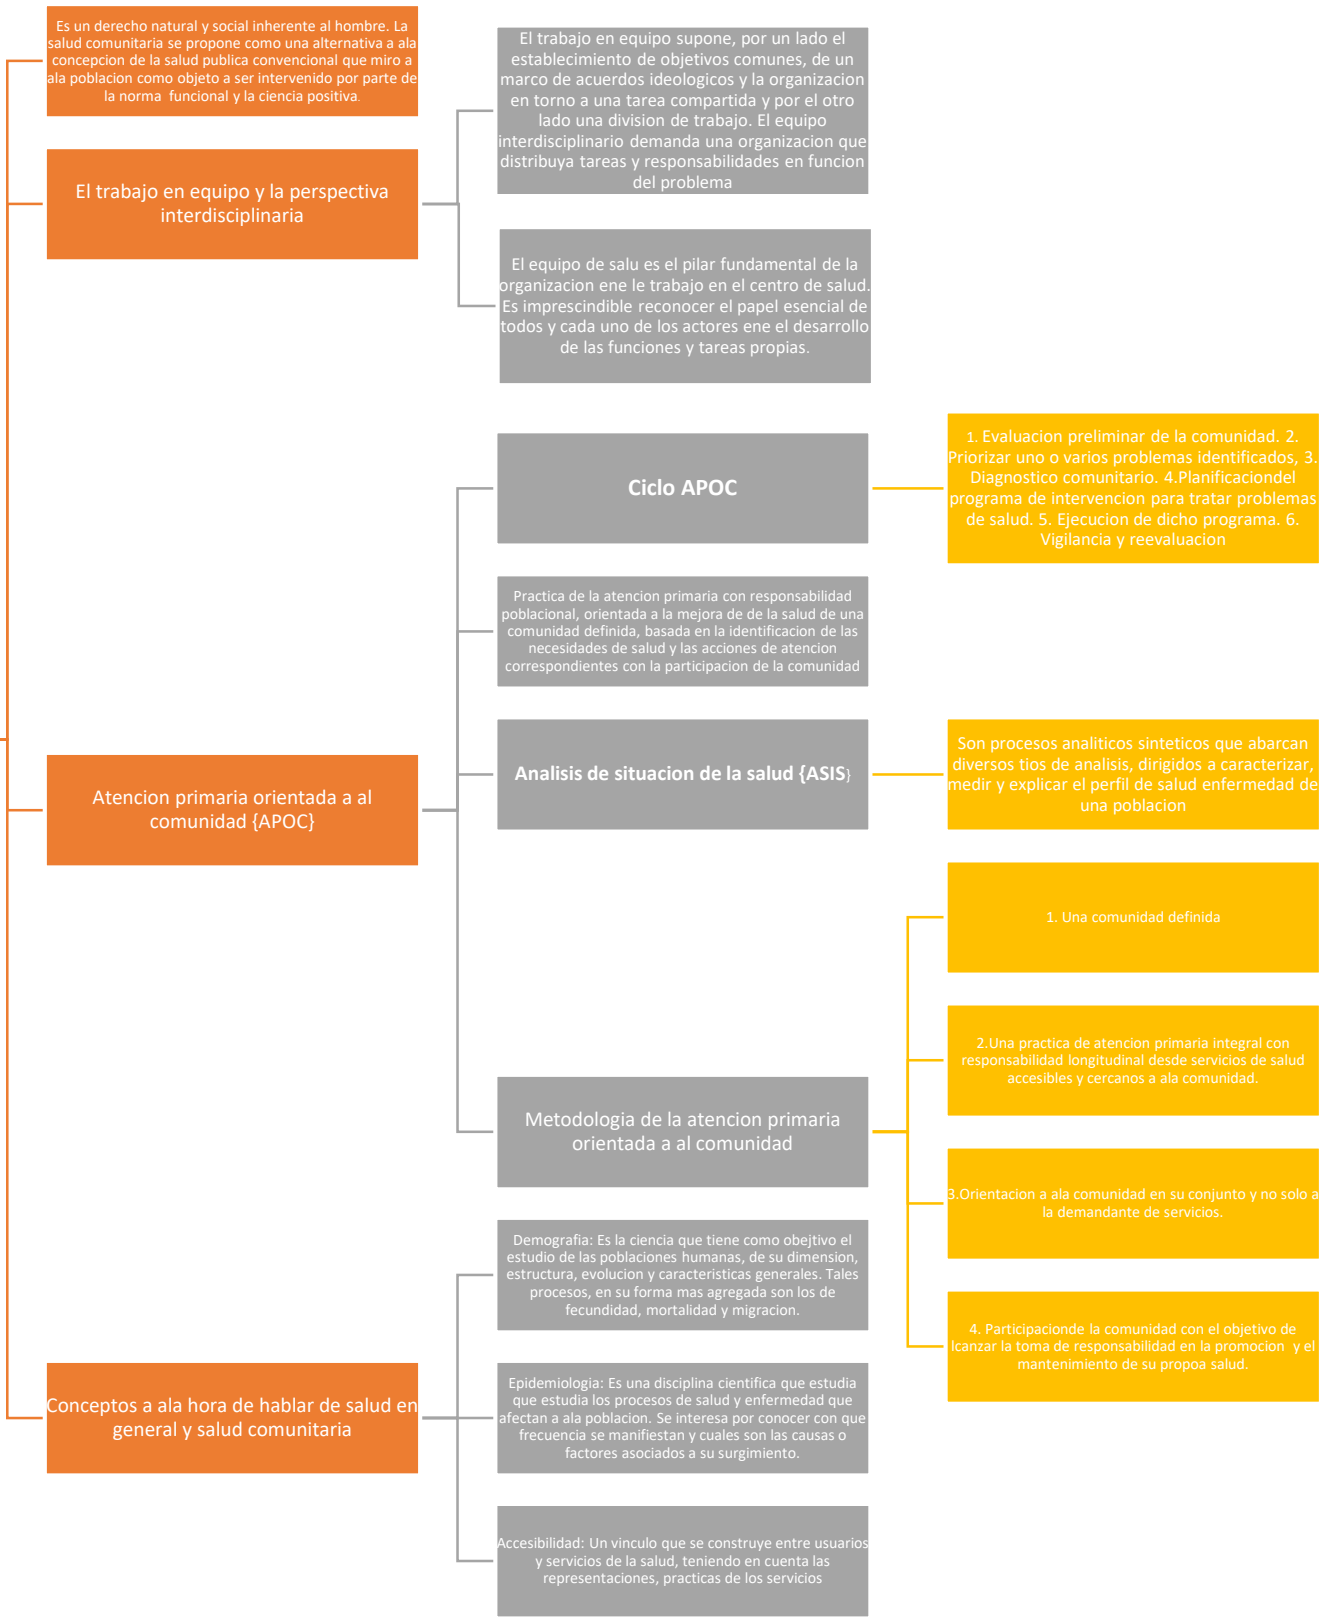 Es un derecho natural y social inherente al hombre. La
salud comunitaria se propone como una alternativa a ala
concepcion de la salud publica convencional que miro a
ala poblacion como objeto a ser intervenido por parte de
la norma funcional y la ciencia positiva.
El trabajo en equipo y la perspectiva
interdisciplinaria
El trabajo en equipo supone, por un lado el
establecimiento de objetivos comunes, de un
marco de acuerdos ideologicos y la organizacion
en torno a una tarea compartida y por el otro
lado una division de trabajo. El equipo
interdisciplinario demanda una organizacion que
distribuya tareas y responsabilidades en funcion
del problema
El equipo de salu es el pilar fundamental de la
organizacion ene le trabajo en el centro de salud.
Es imprescindible reconocer el papel esencial de
todos y cada uno de los actores ene el desarrollo
de las funciones y tareas propias.
Atencion primaria orientada a al
comunidad {APOC}
Ciclo APOC
1. Evaluacion preliminar de la comunidad. 2.
Priorizar uno o varios problemas identificados, 3.
Diagnostico comunitario. 4.Planificaciondel
programa de intervencion para tratar problemas
de salud. 5. Ejecucion de dicho programa. 6.
Vigilancia y reevaluacion
Practica de la atencion primaria con responsabilidad
poblacional, orientada a la mejora de de la salud de una
comunidad definida, basada en la identificacion de las
necesidades de salud y las acciones de atencion
correspondientes con la participacion de la comunidad
Analisis de situacion de la salud {ASIS}
Son procesos analiticos sinteticos que abarcan
diversos tios de analisis, dirigidos a caracterizar,
medir y explicar el perfil de salud enfermedad de
una poblacion
Metodologia de la atencion primaria
orientada a al comunidad
1. Una comunidad definida
2.Una practica de atencion primaria integral con
responsabilidad longitudinal desde servicios de salud
accesibles y cercanos a ala comunidad.
3.Orientacion a ala comunidad en su conjunto y no solo a
la demandante de servicios.
4. Participacionde la comunidad con el objetivo de
lcanzar la toma de responsabilidad en la promocion y el
mantenimiento de su propoa salud.
Conceptos a ala hora de hablar de salud en
general y salud comunitaria
Demografia: Es la ciencia que tiene como obejtivo el
estudio de las poblaciones humanas, de su dimension,
estructura, evolucion y caracteristicas generales. Tales
procesos, en su forma mas agregada son los de
fecundidad, mortalidad y migracion.
Epidemiologia: Es una disciplina cientifica que estudia
que estudia los procesos de salud y enfermedad que
afectan a ala poblacion. Se interesa por conocer con que
frecuencia se manifiestan y cuales son las causas o
factores asociados a su surgimiento.
Accesibilidad: Un vinculo que se construye entre usuarios
y servicios de la salud, teniendo en cuenta las
representaciones, practicas de los servicios